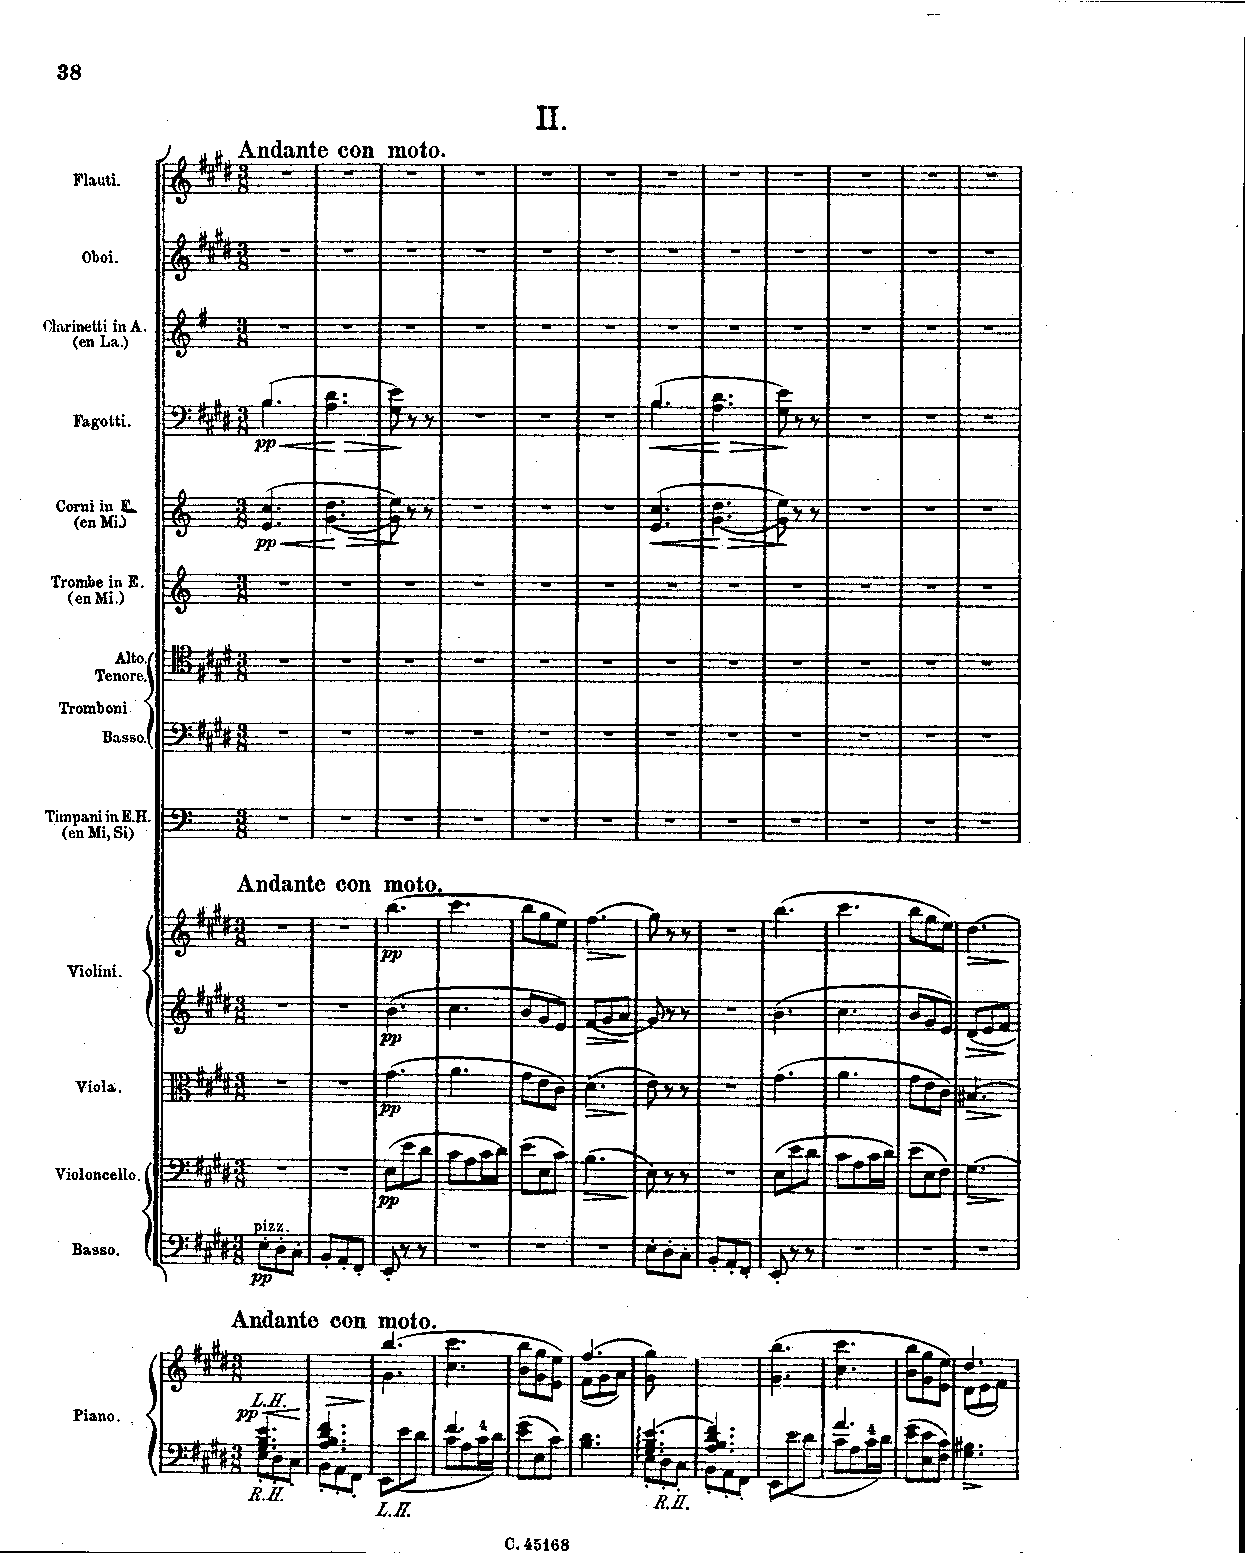 38
II.
Andante con moto.
Flauti.
Oboi.
Clarinetti in A.
(en La.)
Fagotti.
pp
Corni in E.
(en Mi.)
pp
Trombe in E.
(en Mi.)
Alto.
Tenore.
Tromboni
Basso.
Timpani in E.H.
(en Mi, Si)
Andante con moto.
Violini.
pp
pp
Viola.
pp
Violoncello.
pp
pizz.
Basso.
pp
Andante con moto.
L.H.
pp
Piano.
4
4
R.H.
L.H.
R.H.
C. 45168